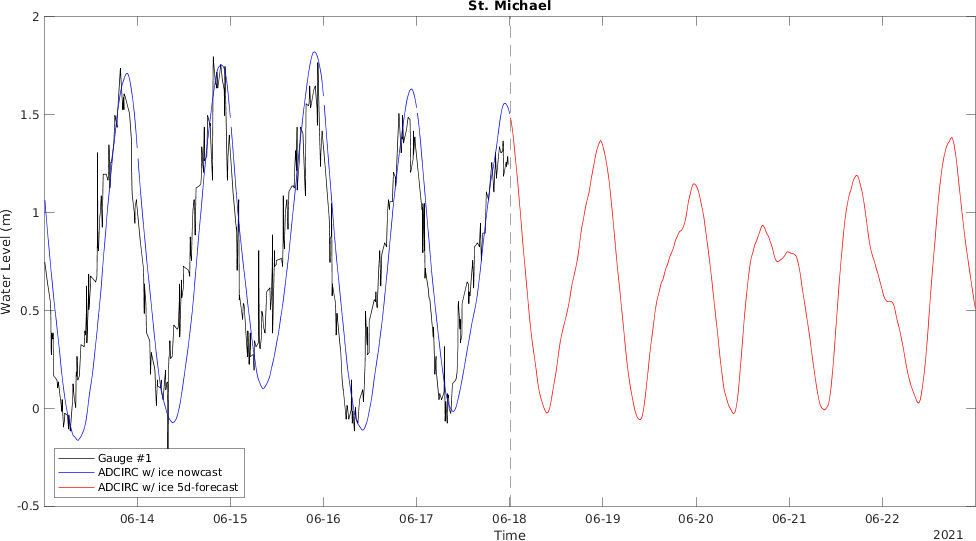 St. Michael
2
1.5
1
0.5
0
-0.5
Water Level (m)
Gauge #1
ADCIRC w/ ice nowcast
ADCIRC w/ ice 5d-forecast
06-14
06-15
06-16
06-17
06-18
06-19
06-20
06-21
06-22
Time
2021